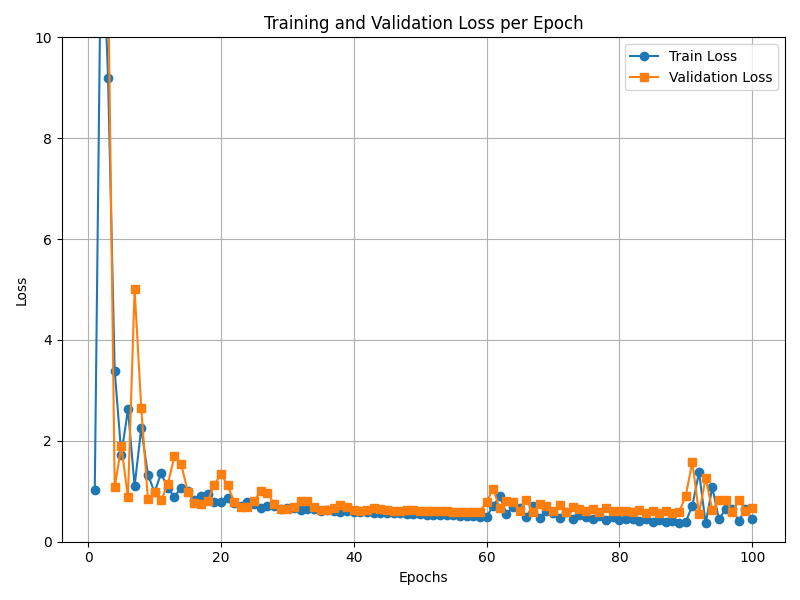 Training and Validation Loss per Epoch
Train Loss
Validation Loss
10
8
6
4
2
0
Loss
0 20 40 60 80 100
Epochs